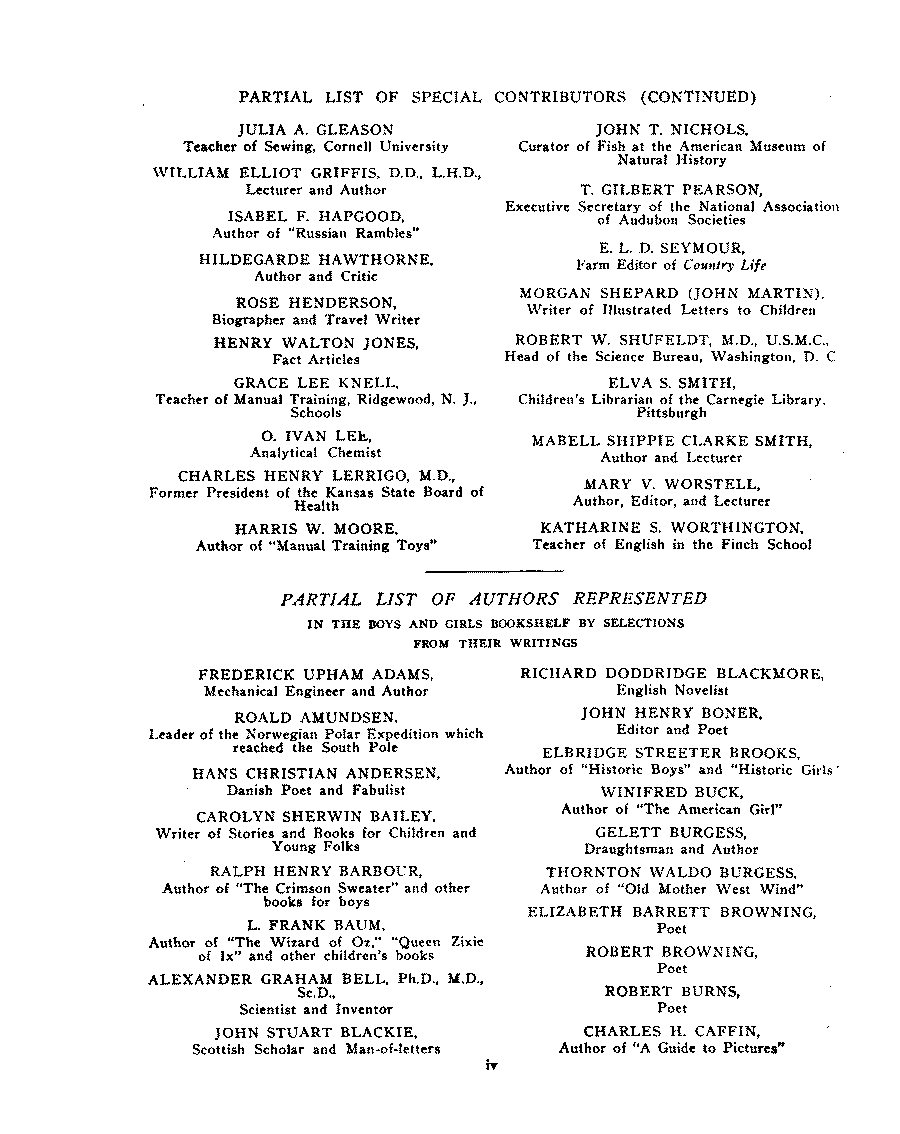 PARTIAL LIST OF SPECIAL CONTRIBUTORS (CONTINUED)
JULIA A. GLEASON
Teacher of Sewing, Cornell University
WILLIAM ELLIOT GRIFFIS, D.D., L.H.D.,
Lecturer and Author
ISABEL F. HAPGOOD,
Author of "Russian Rambles"
HILDEGARDE HAWTHORNE,
Author and Critic
ROSE HENDERSON,
Biographer and Travel Writer
HENRY WALTON JONES,
Fact Articles
GRACE LEE KNELL,
Teacher of Manual Training, Ridgewood, N. J.,
Schools
O. IVAN LEE,
Analytical Chemist
CHARLES HENRY LERRIGO, M.D.,
Former President of the Kansas State Board of
Health
HARRIS W. MOORE,
Author of "Manual Training Toys"
JOHN T. NICHOLS,
Curator of Fish at the American Museum of
Natural History
T. GILBERT PEARSON,
Executive Secretary of the National Association
of Audubon Societies
E. L. D. SEYMOUR,
Farm Editor of Country Life
MORGAN SHEPARD (JOHN MARTIN),
Writer of Illustrated Letters to Children
ROBERT W. SHUFELDT, M.D., U.S.M.C.,
Head of the Science Bureau, Washington, D. C
ELVA S. SMITH,
Children's Librarian of the Carnegie Library,
Pittsburgh
MABELL SHIPPIE CLARKE SMITH,
Author and Lecturer
MARY V. WORSTELL,
Author, Editor, and Lecturer
KATHARINE S. WORTHINGTON,
Teacher of English in the Finch School
PARTIAL LIST OF AUTHORS REPRESENTED
IN THE BOYS AND GIRLS BOOKSHELF BY SELECTIONS
FROM THEIR WRITINGS
FREDERICK UPHAM ADAMS,
Mechanical Engineer and Author
ROALD AMUNDSEN,
Leader of the Norwegian Polar Expedition which
reached the South Pole
HANS CHRISTIAN ANDERSEN,
Danish Poet and Fabulist
CAROLYN SHERWIN BAILEY,
Writer of Stories and Books for Children and
Young Folks
RALPH HENRY BARBOUR,
Author of "The Crimson Sweater" and other
books for boys
L. FRANK BAUM,
Author of "The Wizard of Oz," "Queen Zixie
of Ix" and other children's books
ALEXANDER GRAHAM BELL, Ph.D., M.D.,
Sc.D.,
Scientist and Inventor
JOHN STUART BLACKIE,
Scottish Scholar and Man-of-letters
RICHARD DODDRIDGE BLACKMORE,
English Novelist
JOHN HENRY BONER,
Editor and Poet
ELBRIDGE STREETER BROOKS,
Author of "Historic Boys" and "Historic Girls"
WINIFRED BUCK,
Author of "The American Girl"
GELETT BURGESS,
Draughtsman and Author
THORNTON WALDO BURGESS,
Author of "Old Mother West Wind"
ELIZABETH BARRETT BROWNING,
Poet
ROBERT BROWNING,
Poet
ROBERT BURNS,
Poet
CHARLES H. CAFFIN,
Author of "A Guide to Pictures"
iv